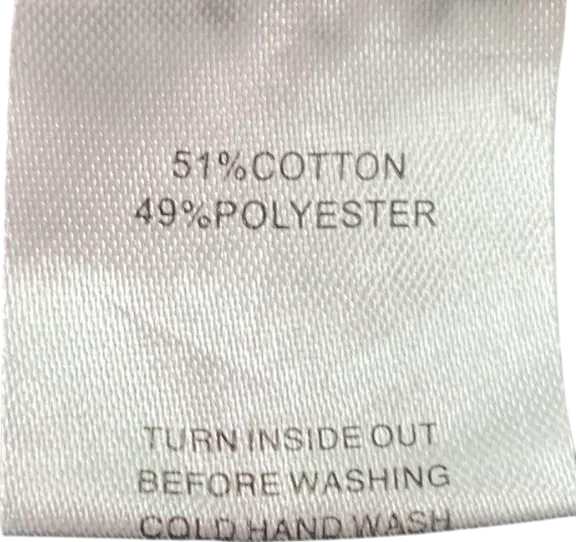 51%COTTON
49%POLYESTER
TURN INSIDE OUT
BEFORE WASHING
COLD HAND WASH